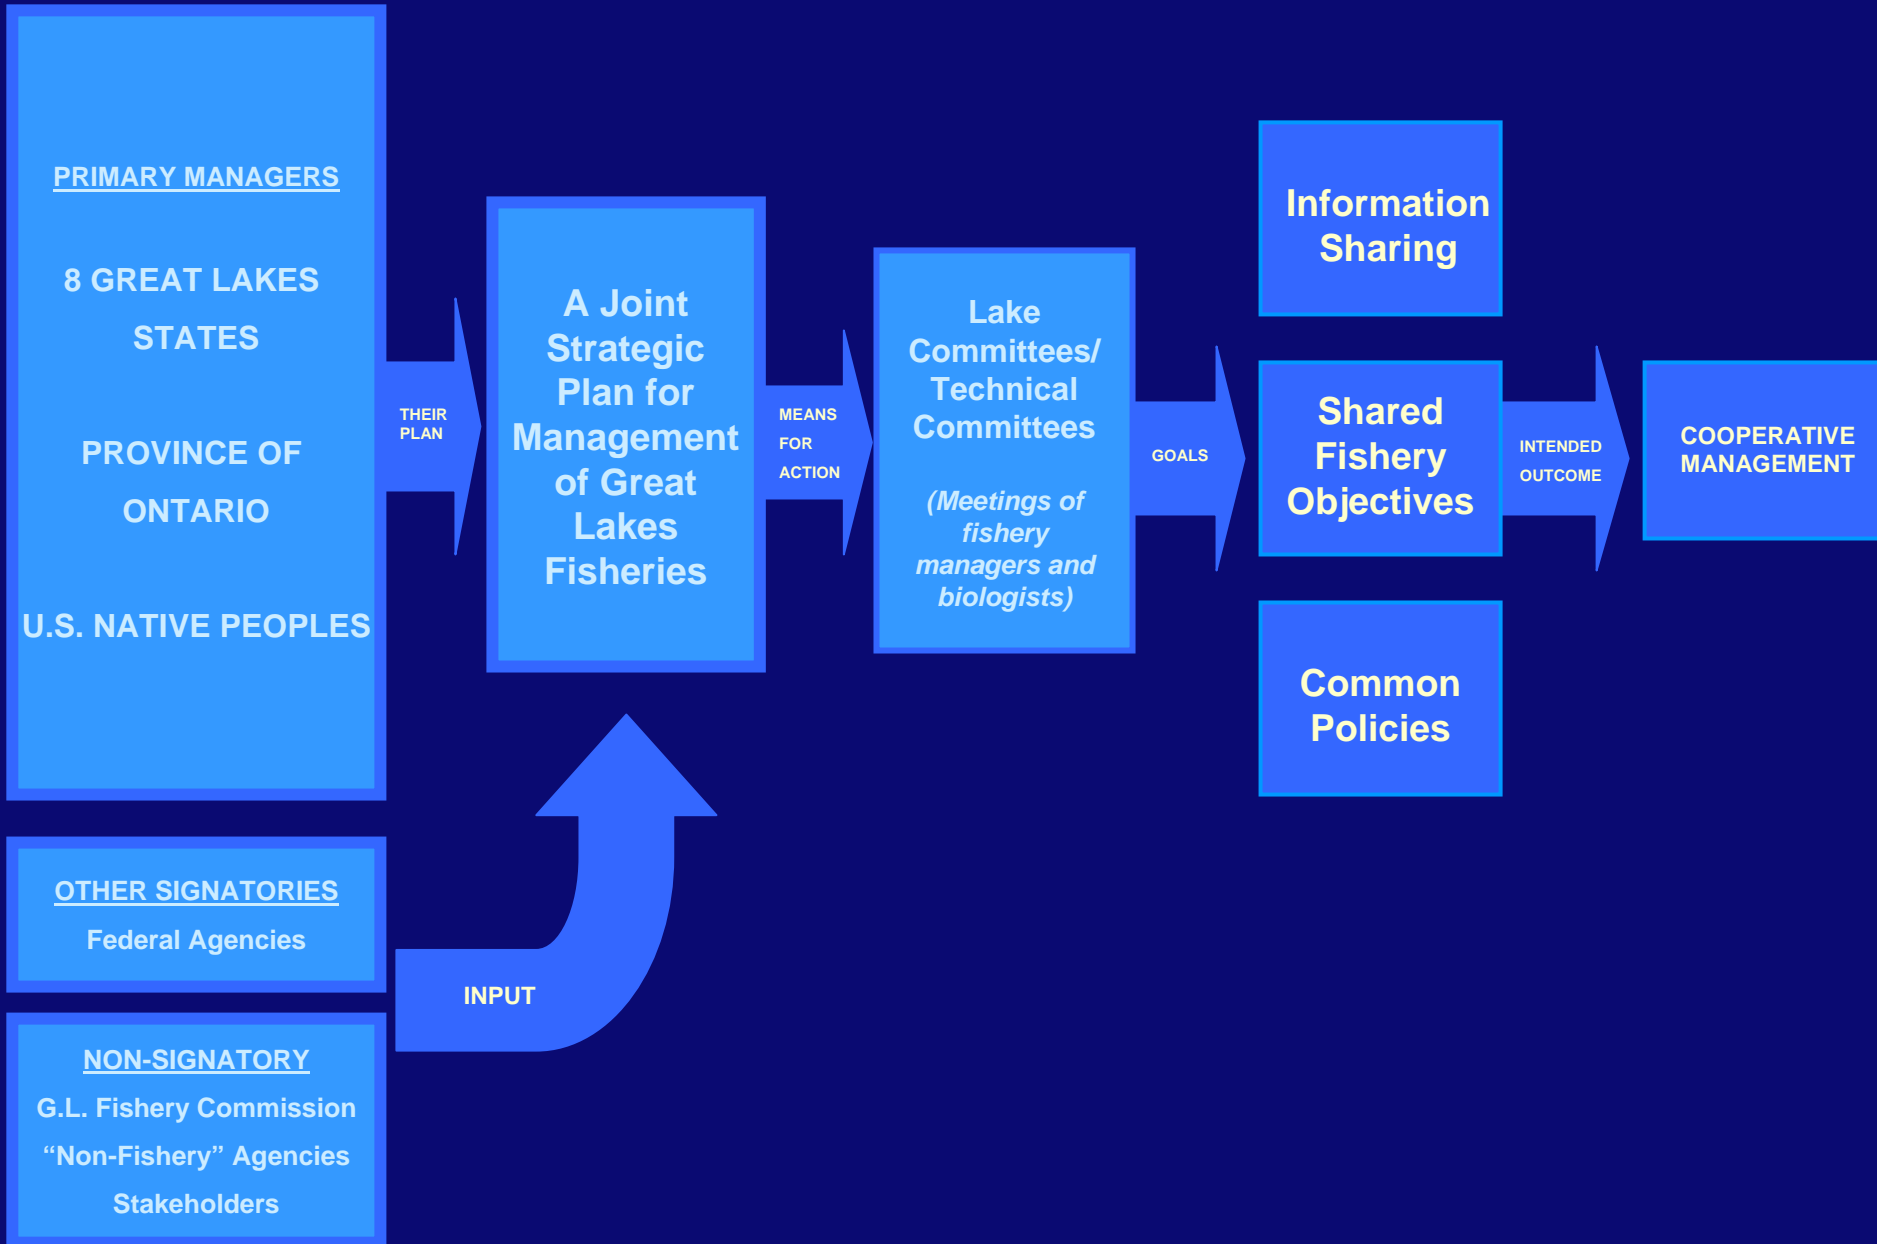 PRIMARY MANAGERS
8 GREAT LAKES
STATES
PROVINCE OF
ONTARIO
U.S. NATIVE PEOPLES
OTHER SIGNATORIES
Federal Agencies
NON-SIGNATORY
G.L. Fishery Commission
“Non-Fishery” Agencies
Stakeholders
THEIR
PLAN
INPUT
A Joint
Strategic
Plan for
Management
of Great
Lakes
Fisheries
MEANS
FOR
ACTION
Lake
Committees/
Technical
Committees
(Meetings of
fishery
managers and
biologists)
GOALS
Information
Sharing
Shared
Fishery
Objectives
Common
Policies
INTENDED
OUTCOME
COOPERATIVE
MANAGEMENT